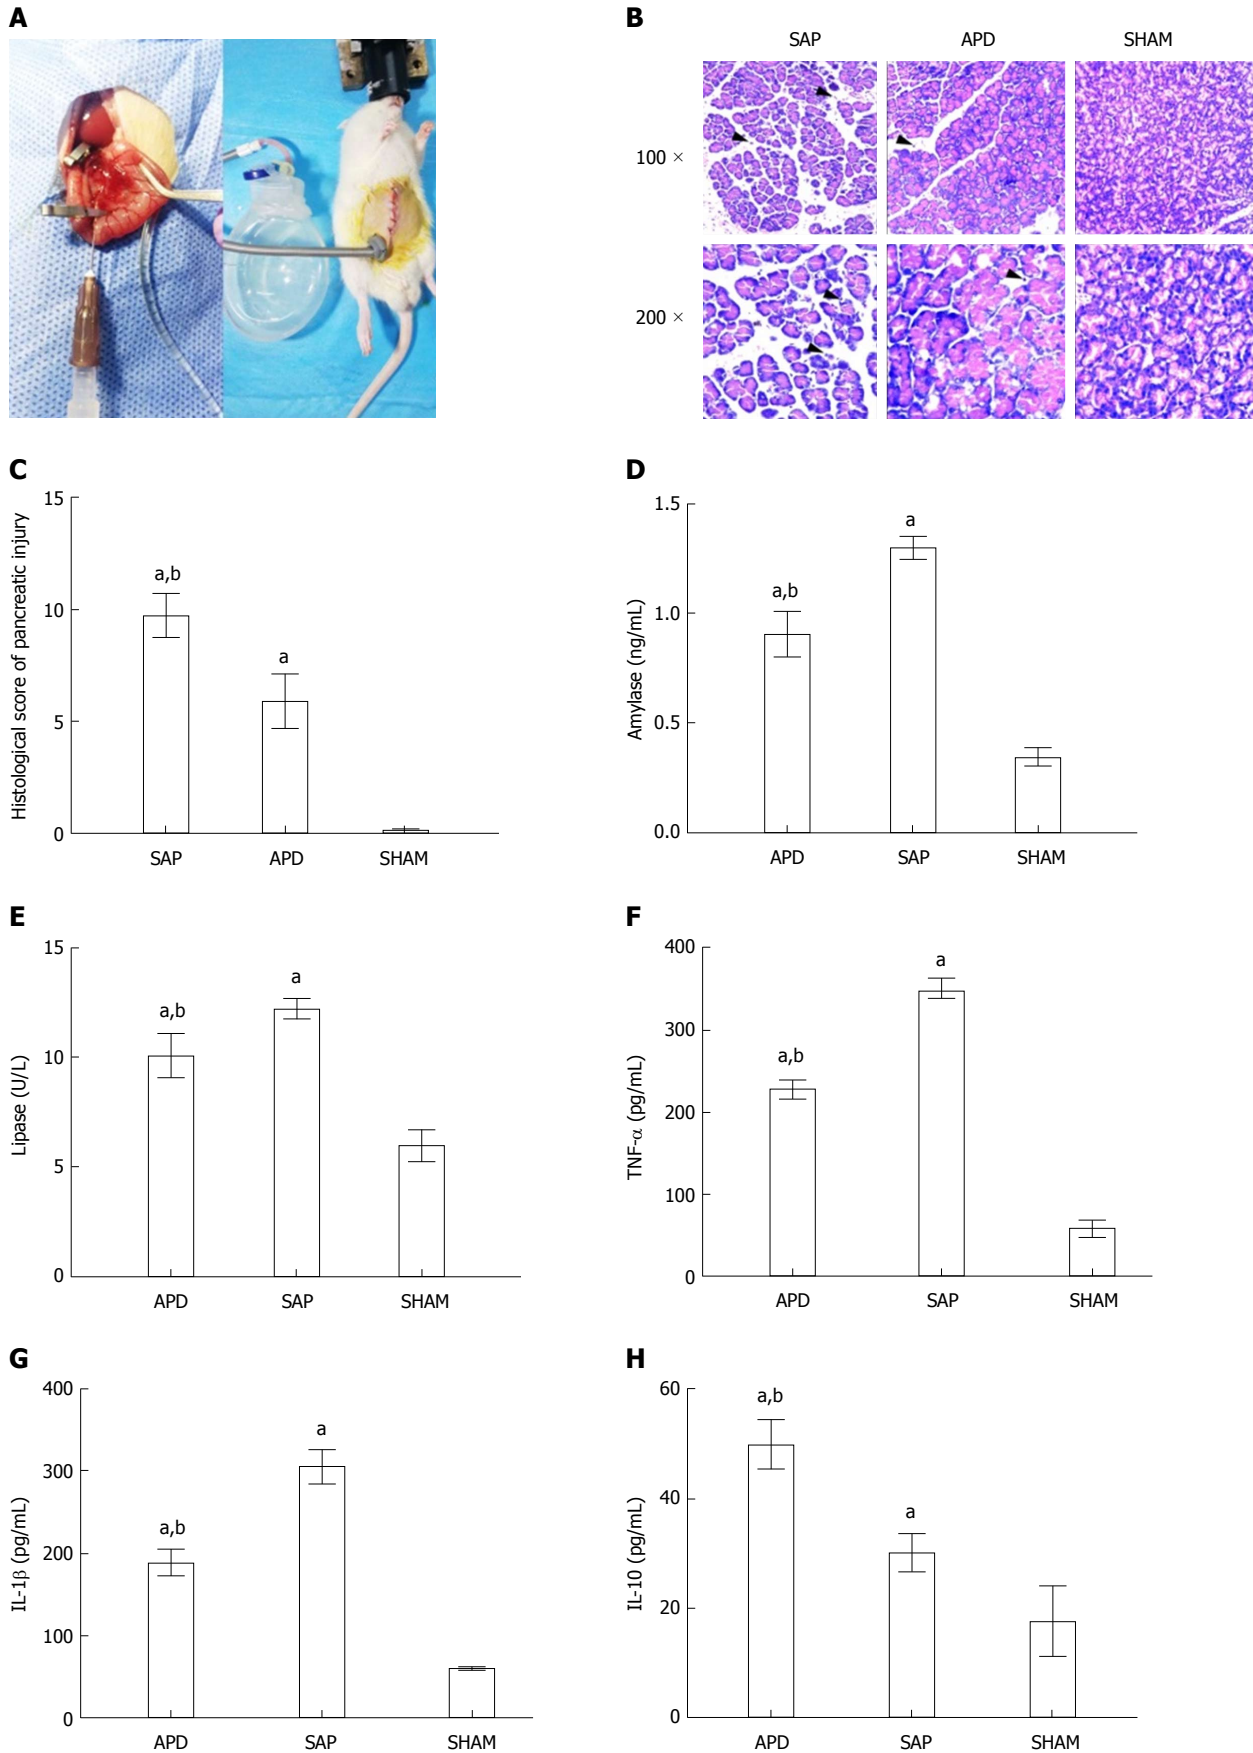 A
B
SAP APD SHAM
100 ×
200 ×
C
Histological score of pancreatic injury
15
10
5
0
a,b
a
SAP APD SHAM
D
Amylase (ng/mL)
1.5
1.0
0.5
0.0
a,b
a
APD SAP SHAM
E
Lipase (U/L)
15
10
5
0
a,b
a
APD SAP SHAM
F
TNF-α (pg/mL)
400
300
200
100
0
a,b
a
APD SAP SHAM
G
IL-1β (pg/mL)
400
300
200
100
0
a,b
a
APD SAP SHAM
H
IL-10 (pg/mL)
60
40
20
0
a,b
a
APD SAP SHAM